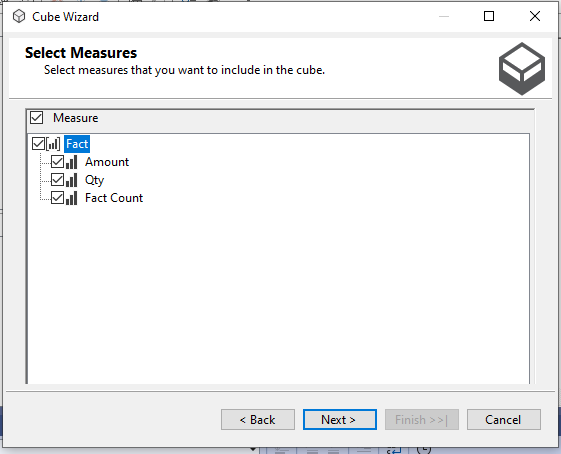 Cube Wizard
Select Measures
Select measures that you want to include in the cube.
Measure
Fact
Amount
Qty
Fact Count
< Back
Next >
Finish >>|
Cancel